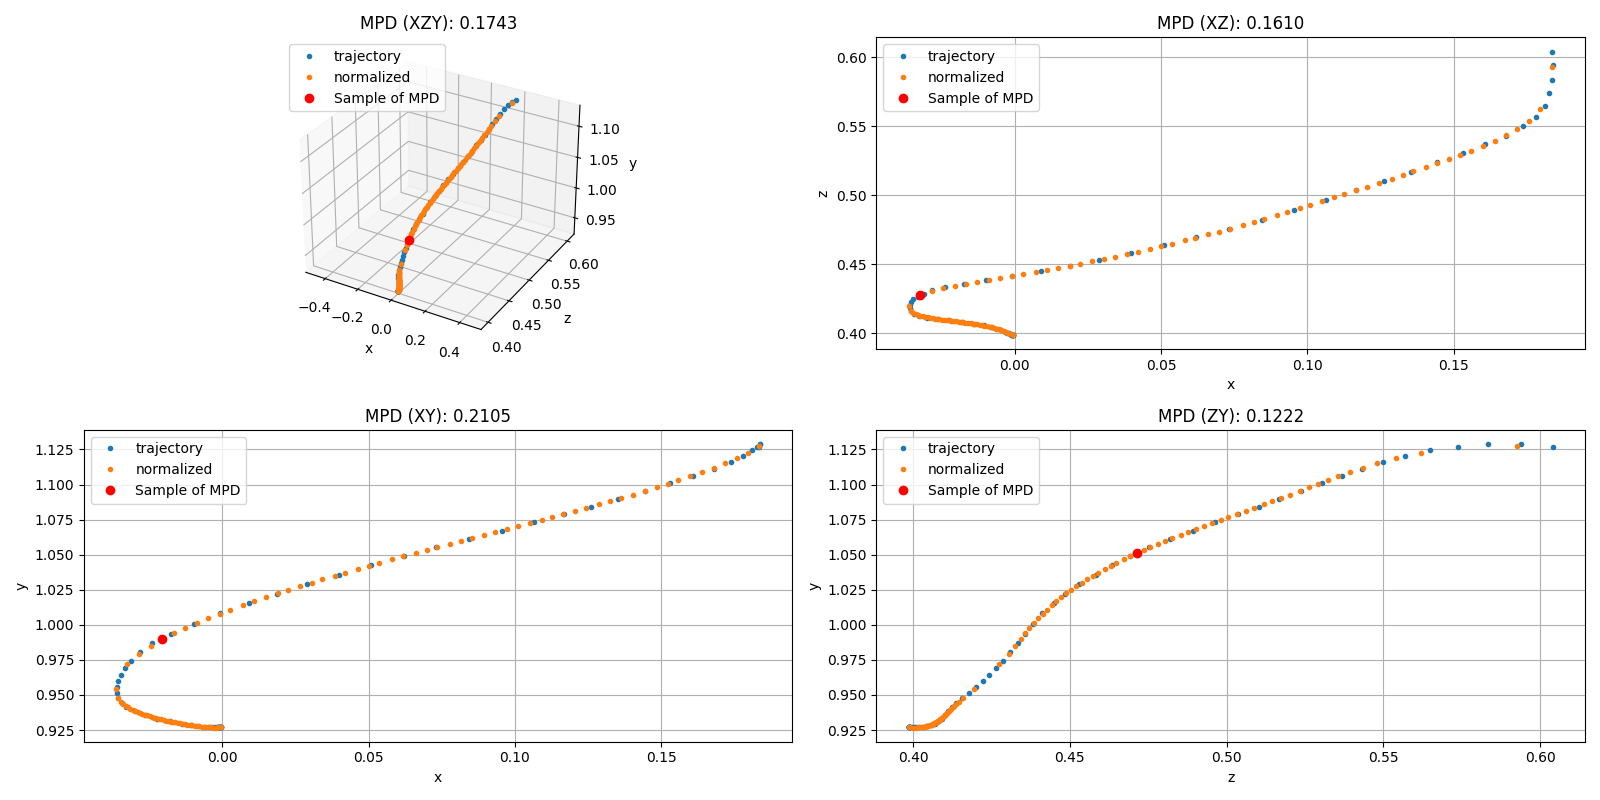 MPD (XZY): 0.1743
trajectory
normalized
Sample of MPD
1.10
1.05
1.00
0.95
y
0.60
0.55
0.50
0.45
0.40
z
−0.4
−0.2
0.0
0.2
0.4
x
MPD (XZ): 0.1610
trajectory
normalized
Sample of MPD
0.60
0.55
0.50
0.45
0.40
z
0.00
0.05
0.10
0.15
x
MPD (XY): 0.2105
trajectory
normalized
Sample of MPD
1.125
1.100
1.075
1.050
1.025
1.000
0.975
0.950
0.925
y
0.00
0.05
0.10
0.15
x
MPD (ZY): 0.1222
trajectory
normalized
Sample of MPD
1.125
1.100
1.075
1.050
1.025
1.000
0.975
0.950
0.925
y
0.40
0.45
0.50
0.55
0.60
z